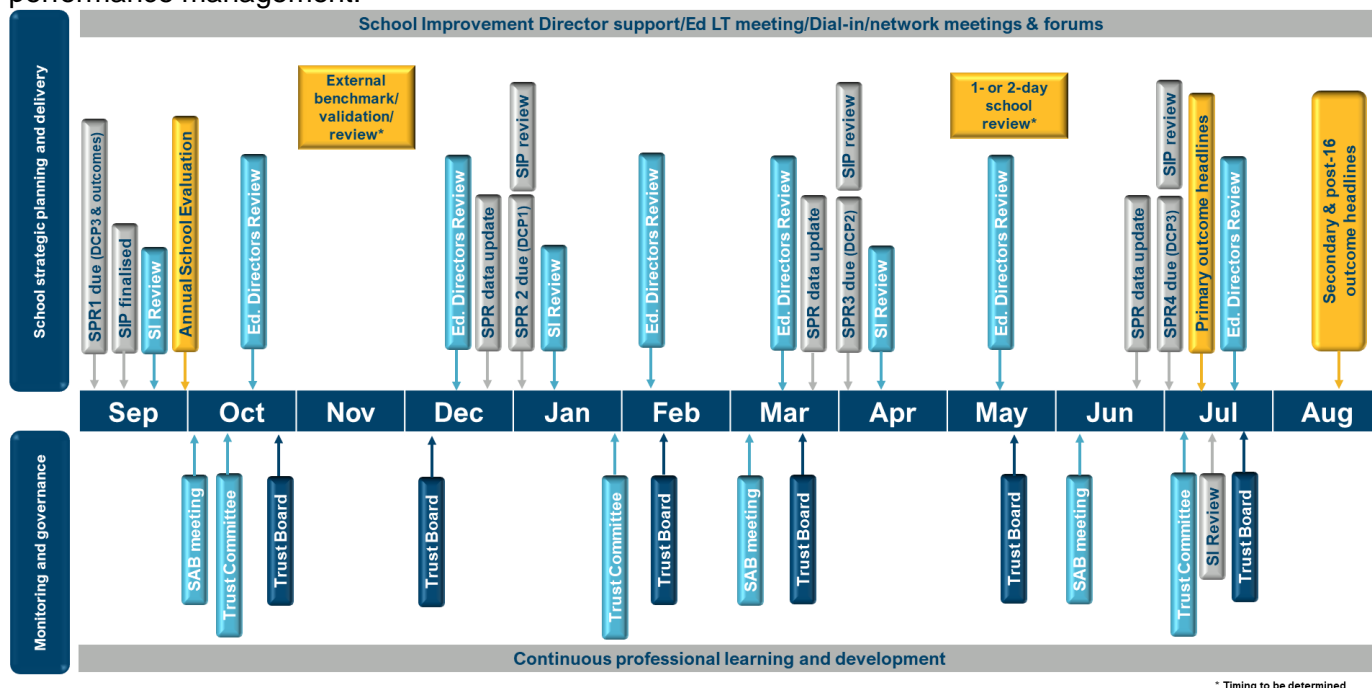 performance management.
School Improvement Director support/Ed LT meeting/Dial-in/network meetings & forums
School strategic planning and delivery
SPR1 due (DCP3 & outcomes)
SIP finalised
SI Review
Annual School Evaluation
Ed. Directors Review
External
benchmark/
validation/
review*
Ed. Directors Review
SPR data update
SIP review
SPR 2 due (DCP1)
SI Review
Ed. Directors Review
Ed. Directors Review
SPR data update
SIP review
SPR3 due (DCP2)
SI Review
1- or 2-day
school
review*
Ed. Directors Review
SPR data update
SIP review
SPR4 due (DCP3)
Primary outcome headlines
Ed. Directors Review
Secondary & post-16
outcome headlines
Sep Oct Nov Dec Jan Feb Mar Apr May Jun Jul Aug
Monitoring and governance
SAB meeting
Trust Committee
Trust Board
Trust Board
Trust Committee
Trust Board
SAB meeting
Trust Board
Trust Board
SAB meeting
Trust Committee
SI Review
Trust Board
Continuous professional learning and development
* Timing to be determined